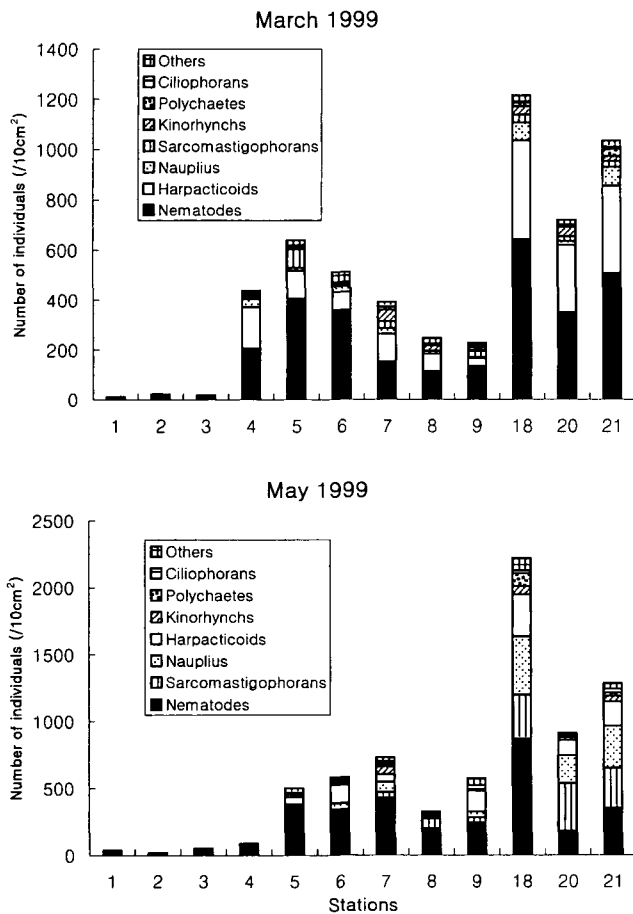 March 1999
Number of individuals (/10cm²)
1400
1200
1000
800
600
400
200
0
Others
Ciliophorans
Polychaetes
Kinorhynchs
Sarcomastigophorans
Nauplius
Harpacticoids
Nematodes
1 2 3 4 5 6 7 8 9 18 20 21
May 1999
Number of individuals (/10cm²)
2500
2000
1500
1000
500
0
Others
Ciliophorans
Polychaetes
Kinorhynchs
Harpacticoids
Nauplius
Sarcomastigophorans
Nematodes
1 2 3 4 5 6 7 8 9 18 20 21
Stations